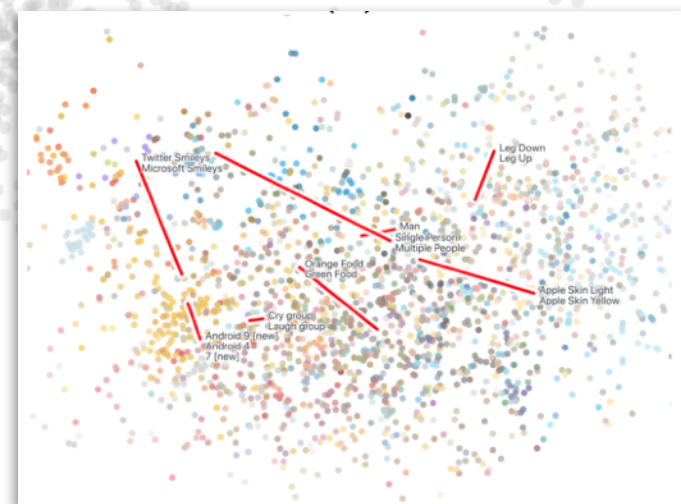 Leg Down
Leg Up
Twitter Smileys
Microsoft Smileys
Man
Single Person
Multiple People
Orange Food
Green Food
Apple Skin Light
Apple Skin Yellow
Cry group
Laugh group
Android 9 [new]
Android 4
7 [new]